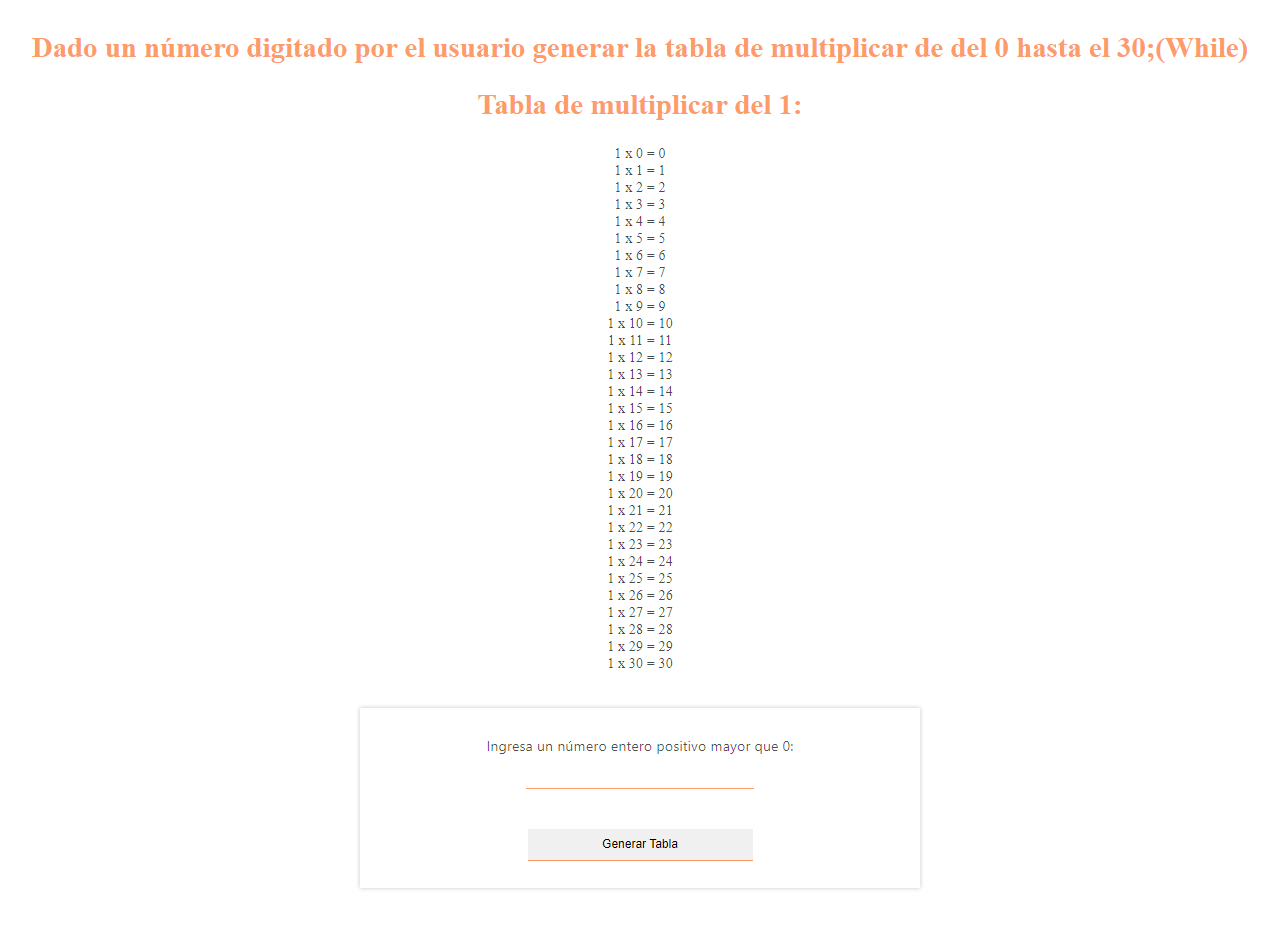 Dado un número digitado por el usuario generar la tabla de multiplicar de del 0 hasta el 30;(While)
Tabla de multiplicar del 1:
1 x 0 = 0
1 x 1 = 1
1 x 2 = 2
1 x 3 = 3
1 x 4 = 4
1 x 5 = 5
1 x 6 = 6
1 x 7 = 7
1 x 8 = 8
1 x 9 = 9
1 x 10 = 10
1 x 11 = 11
1 x 12 = 12
1 x 13 = 13
1 x 14 = 14
1 x 15 = 15
1 x 16 = 16
1 x 17 = 17
1 x 18 = 18
1 x 19 = 19
1 x 20 = 20
1 x 21 = 21
1 x 22 = 22
1 x 23 = 23
1 x 24 = 24
1 x 25 = 25
1 x 26 = 26
1 x 27 = 27
1 x 28 = 28
1 x 29 = 29
1 x 30 = 30
Ingresa un número entero positivo mayor que 0:
Generar Tabla